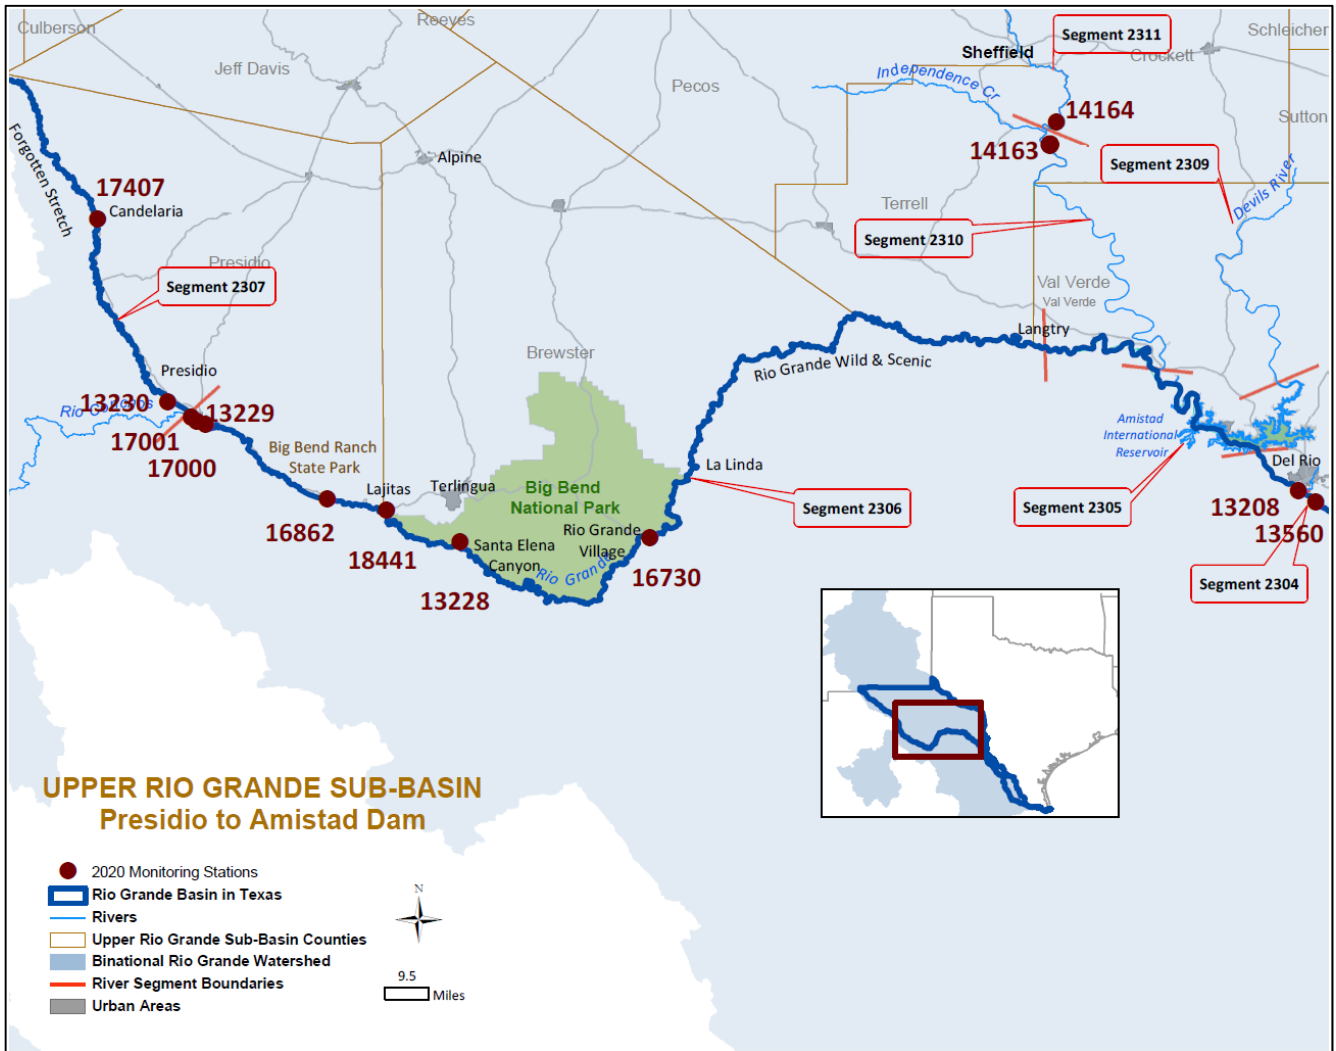 Culberson
Reeves
Schleicher
Segment 2311
Sheffield
Crockett
Jeff Davis
Independence Cr
Pecos
14164
Sutton
14163
Forgotten Stretch
Alpine
Segment 2309
17407
Candelaria
Devils River
Terrell
Segment 2310
Presidio
Segment 2307
Val Verde
Val Verde
Langtry
Brewster
Rio Grande Wild & Scenic
Presidio
13230
Rio Conchos
13229
17001
17000
Amistad
International
Reservoir
Big Bend Ranch
State Park
La Linda
Del Rio
Lajitas
Terlingua
Big Bend
National Park
Segment 2306
Segment 2305
13208
16862
Rio Grande
Village
13560
18441
Santa Elena
Canyon
Rio Grande
16730
Segment 2304
13228
UPPER RIO GRANDE SUB-BASIN
Presidio to Amistad Dam
2020 Monitoring Stations
Rio Grande Basin in Texas
Rivers
Upper Rio Grande Sub-Basin Counties
Binational Rio Grande Watershed
River Segment Boundaries
Urban Areas
N
9.5
Miles